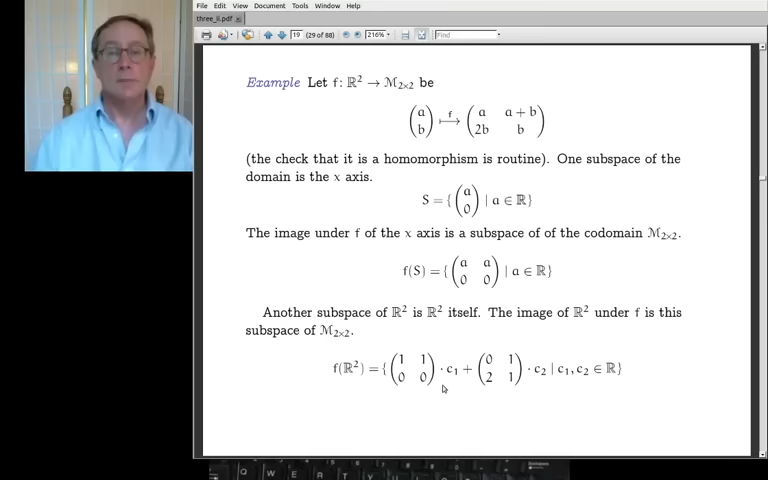 File Edit View Document Tools Window Help
three_ii.pdf
19 (29 of 88) 216% Find
Example Let f: ℝ² → M₂ₓ₂ be
(a b) ⟼f (a a + b 2b b)
(the check that it is a homomorphism is routine). One subspace of the
domain is the x axis.
S = { (a 0) | a ∈ ℝ }
The image under f of the x axis is a subspace of of the codomain M₂ₓ₂.
f(S) = { (a a 0 0) | a ∈ ℝ }
Another subspace of ℝ² is ℝ² itself. The image of ℝ² under f is this
subspace of M₂ₓ₂.
f(ℝ²) = { (1 1 0 0) · c₁ + (0 1 2 1) · c₂ | c₁, c₂ ∈ ℝ }
Q W E R T